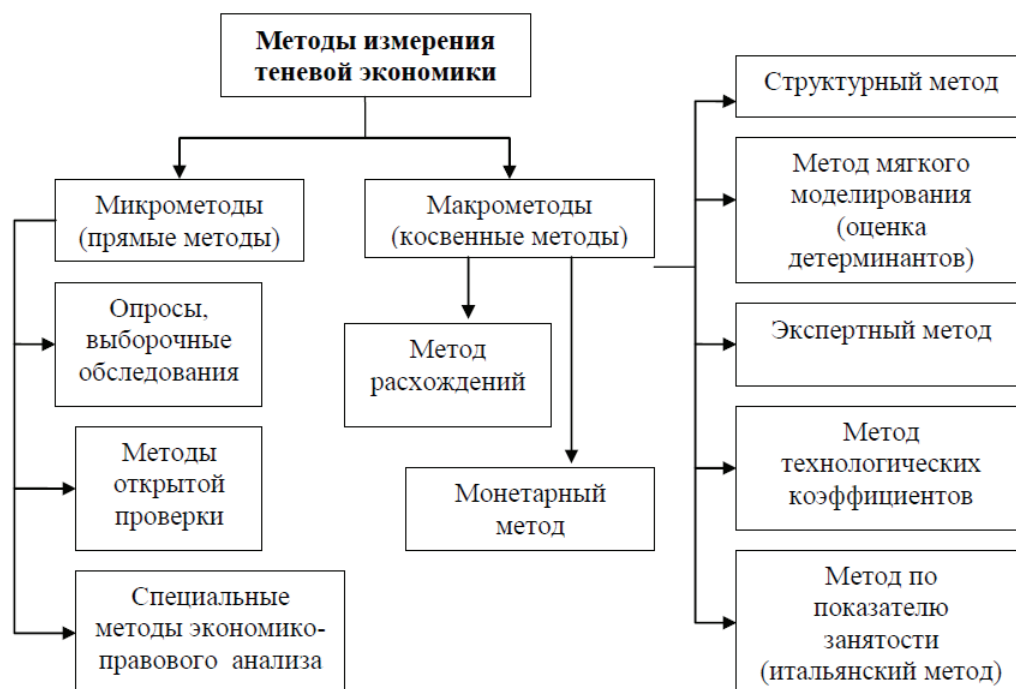 Методы измерения
теневой экономики
Микрометоды
(прямые методы)
Опросы,
выборочные
обследования
Методы
открытой
проверки
Специальные
методы экономико-
правового анализа
Макрометоды
(косвенные методы)
Метод
расхождений
Монетарный
метод
Структурный метод
Метод мягкого
моделирования
(оценка
детерминантов)
Экспертный метод
Метод
технологических
коэффициентов
Метод по
показателю
занятости
(итальянский метод)